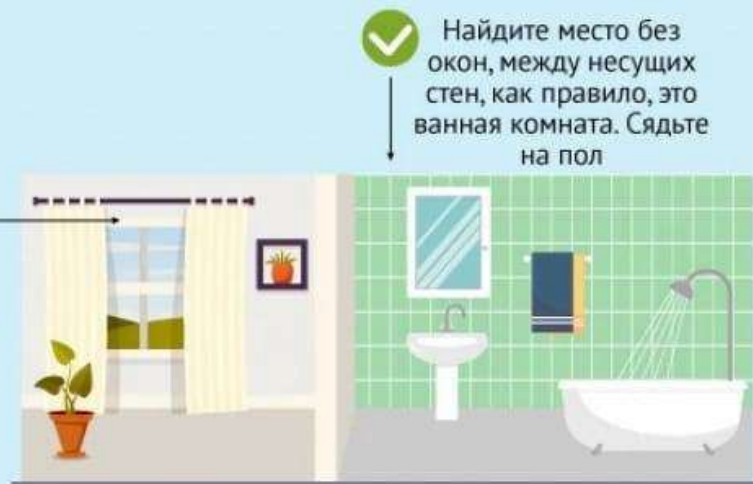 Найдите место без
окон, между несущих
стен, как правило, это
ванная комната. Сядьте
на пол